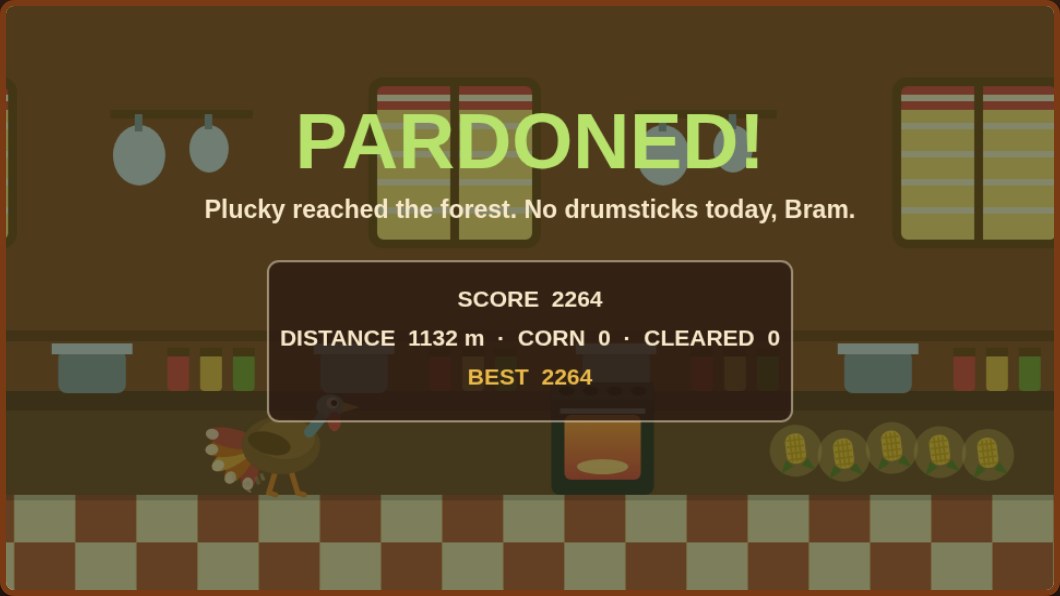 PARDONED!
Plucky reached the forest. No drumsticks today, Bram.
SCORE 2264
DISTANCE 1132 m · CORN 0 · CLEARED 0
BEST 2264